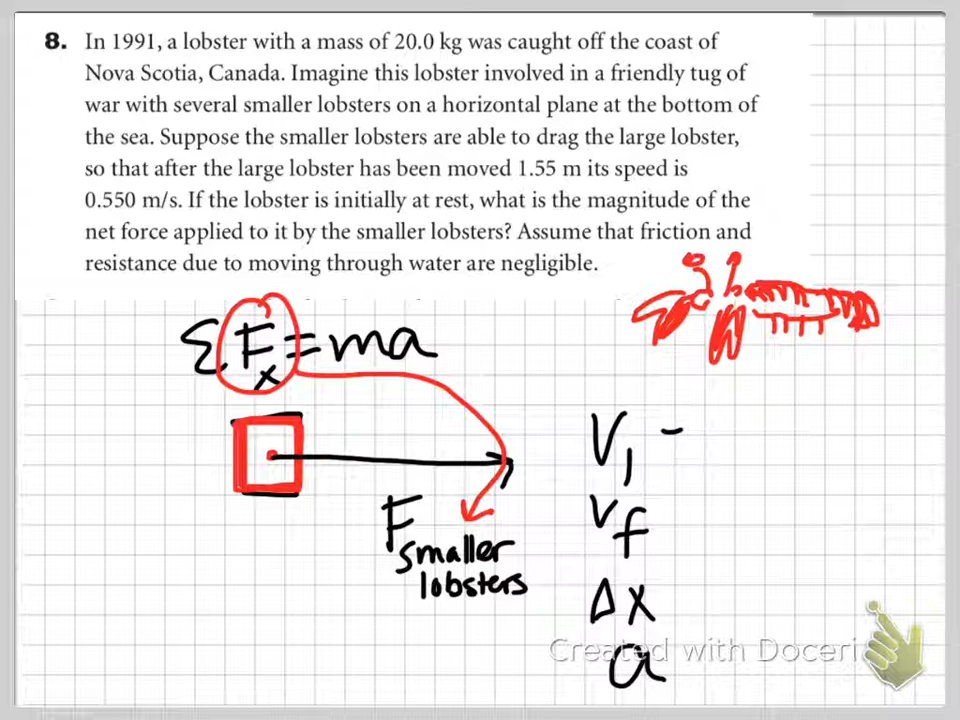 8. In 1991, a lobster with a mass of 20.0 kg was caught off the coast of
Nova Scotia, Canada. Imagine this lobster involved in a friendly tug of
war with several smaller lobsters on a horizontal plane at the bottom of
the sea. Suppose the smaller lobsters are able to drag the large lobster,
so that after the large lobster has been moved 1.55 m its speed is
0.550 m/s. If the lobster is initially at rest, what is the magnitude of the
net force applied to it by the smaller lobsters? Assume that friction and
resistance due to moving through water are negligible.
ΣFx = ma
F smaller
lobsters
Vi -
Vf
Δx
a
Created with Doceri